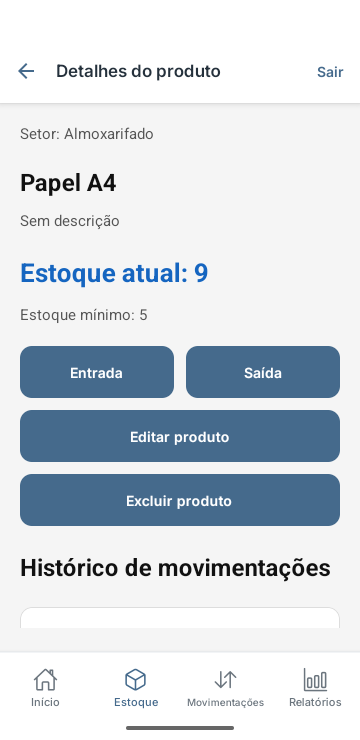 Detalhes do produto
Sair
Setor: Almoxarifado
Papel A4
Sem descrição
Estoque atual: 9
Estoque mínimo: 5
Entrada
Saída
Editar produto
Excluir produto
Histórico de movimentações
Início
Estoque
Movimentações
Relatórios